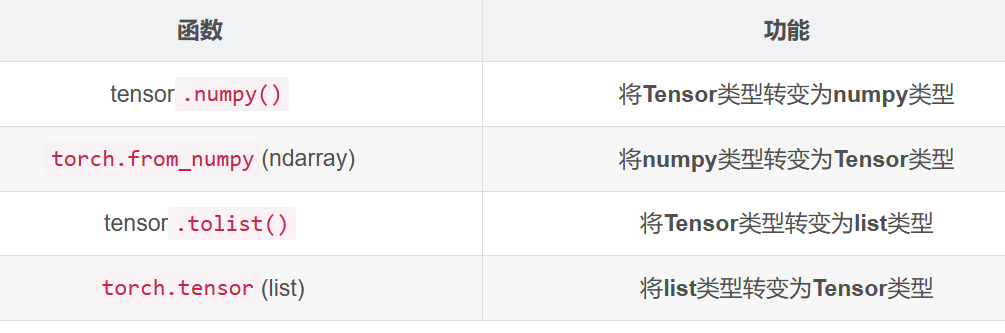 函数 功能
tensor.numpy() 将Tensor类型转变为numpy类型
torch.from_numpy(ndarray) 将numpy类型转变为Tensor类型
tensor.tolist() 将Tensor类型转变为list类型
torch.tensor(list) 将list类型转变为Tensor类型